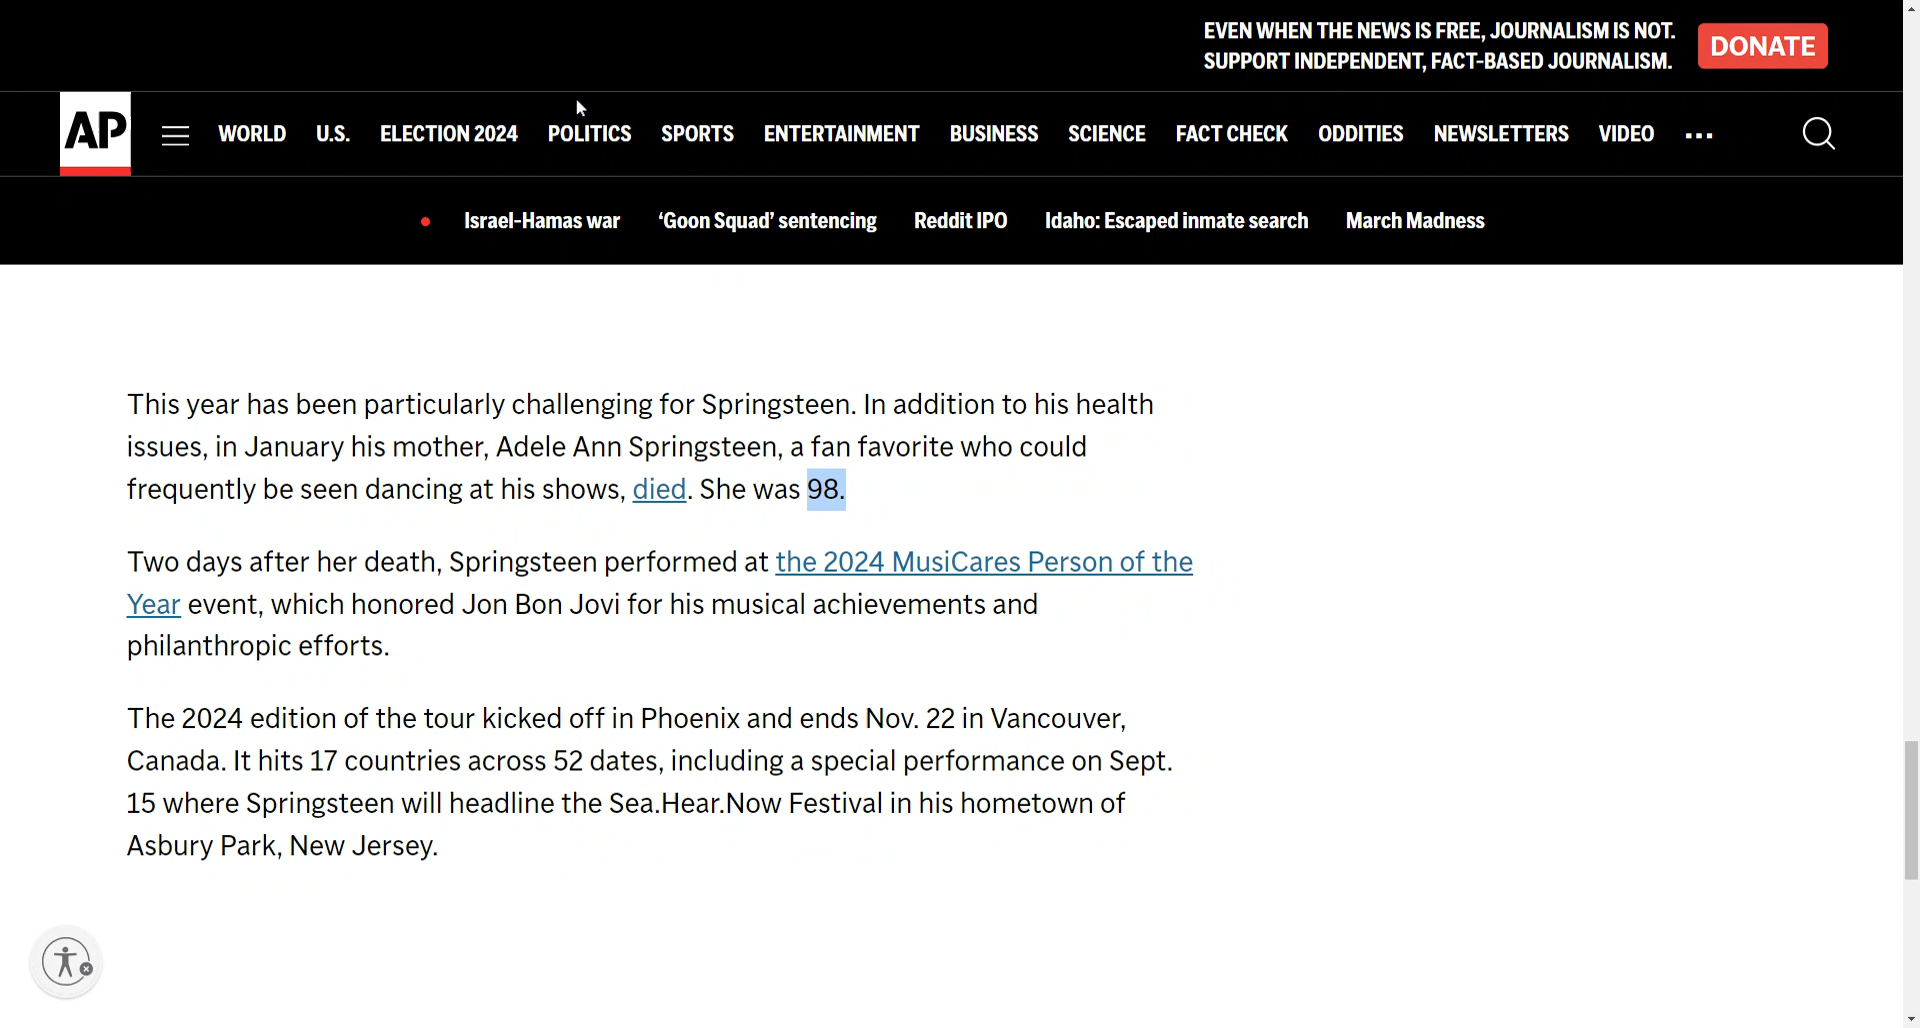 EVEN WHEN THE NEWS IS FREE, JOURNALISM IS NOT.
SUPPORT INDEPENDENT, FACT-BASED JOURNALISM.
DONATE
AP
WORLD U.S. ELECTION 2024 POLITICS SPORTS ENTERTAINMENT BUSINESS SCIENCE FACT CHECK ODDITIES NEWSLETTERS VIDEO ...
Israel-Hamas war ‘Goon Squad’ sentencing Reddit IPO Idaho: Escaped inmate search March Madness
This year has been particularly challenging for Springsteen. In addition to his health
issues, in January his mother, Adele Ann Springsteen, a fan favorite who could
frequently be seen dancing at his shows, died. She was 98.
Two days after her death, Springsteen performed at the 2024 MusiCares Person of the
Year event, which honored Jon Bon Jovi for his musical achievements and
philanthropic efforts.
The 2024 edition of the tour kicked off in Phoenix and ends Nov. 22 in Vancouver,
Canada. It hits 17 countries across 52 dates, including a special performance on Sept.
15 where Springsteen will headline the Sea.Hear.Now Festival in his hometown of
Asbury Park, New Jersey.